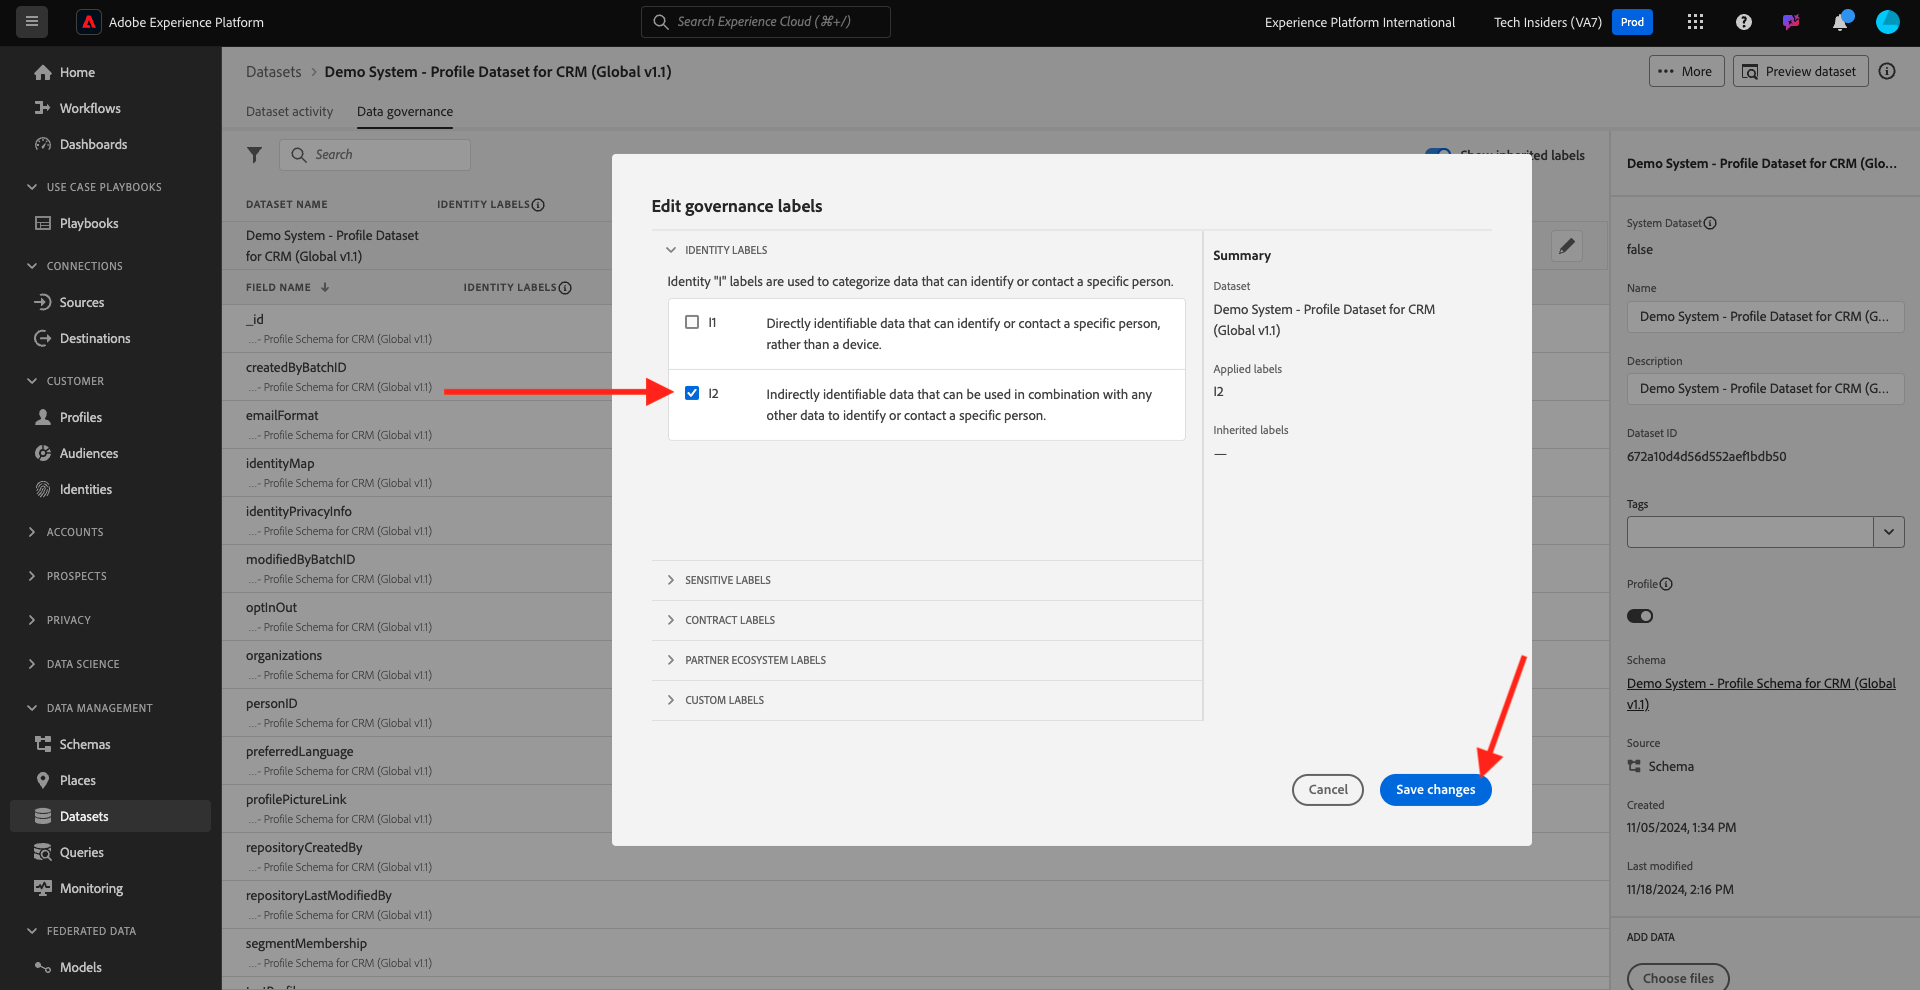 Adobe Experience Platform
Search Experience Cloud (⌘+/)
Experience Platform International
Tech Insiders (VA7)
Prod
Home
Workflows
Dashboards
USE CASE PLAYBOOKS
Playbooks
CONNECTIONS
Sources
Destinations
CUSTOMER
Profiles
Audiences
Identities
ACCOUNTS
PROSPECTS
PRIVACY
DATA SCIENCE
DATA MANAGEMENT
Schemas
Places
Datasets
Queries
Monitoring
FEDERATED DATA
Models
Datasets > Demo System - Profile Dataset for CRM (Global v1.1)
More
Preview dataset
Dataset activity
Data governance
Search
labels
DATASET NAME
IDENTITY LABELS
Demo System - Profile Dataset
for CRM (Global v1.1)
FIELD NAME
IDENTITY LABELS
_id
...- Profile Schema for CRM (Global v1.1)
createdByBatchID
...- Profile Schema for CRM (Global v1.1)
emailFormat
...- Profile Schema for CRM (Global v1.1)
identityMap
...- Profile Schema for CRM (Global v1.1)
identityPrivacyInfo
...- Profile Schema for CRM (Global v1.1)
modifiedByBatchID
...- Profile Schema for CRM (Global v1.1)
optInOut
...- Profile Schema for CRM (Global v1.1)
organizations
...- Profile Schema for CRM (Global v1.1)
personID
...- Profile Schema for CRM (Global v1.1)
preferredLanguage
...- Profile Schema for CRM (Global v1.1)
profilePictureLink
...- Profile Schema for CRM (Global v1.1)
repositoryCreatedBy
...- Profile Schema for CRM (Global v1.1)
repositoryLastModifiedBy
...- Profile Schema for CRM (Global v1.1)
segmentMembership
...- Profile Schema for CRM (Global v1.1)
Edit governance labels
IDENTITY LABELS
Identity "I" labels are used to categorize data that can identify or contact a specific person.
I1
Directly identifiable data that can identify or contact a specific person,
rather than a device.
I2
Indirectly identifiable data that can be used in combination with any
other data to identify or contact a specific person.
SENSITIVE LABELS
CONTRACT LABELS
PARTNER ECOSYSTEM LABELS
CUSTOM LABELS
Summary
Dataset
Demo System - Profile Dataset for CRM
(Global v1.1)
Applied labels
I2
Inherited labels
—
Cancel
Save changes
Demo System - Profile Dataset for CRM (Glo...
System Dataset
false
Name
Demo System - Profile Dataset for CRM (G...
Description
Demo System - Profile Dataset for CRM (G...
Dataset ID
672a10d4d56d552aef1bdb50
Tags
Profile
Schema
Demo System - Profile Schema for CRM (Global
v1.1)
Source
Schema
Created
11/05/2024, 1:34 PM
Last modified
11/18/2024, 2:16 PM
ADD DATA
Choose files